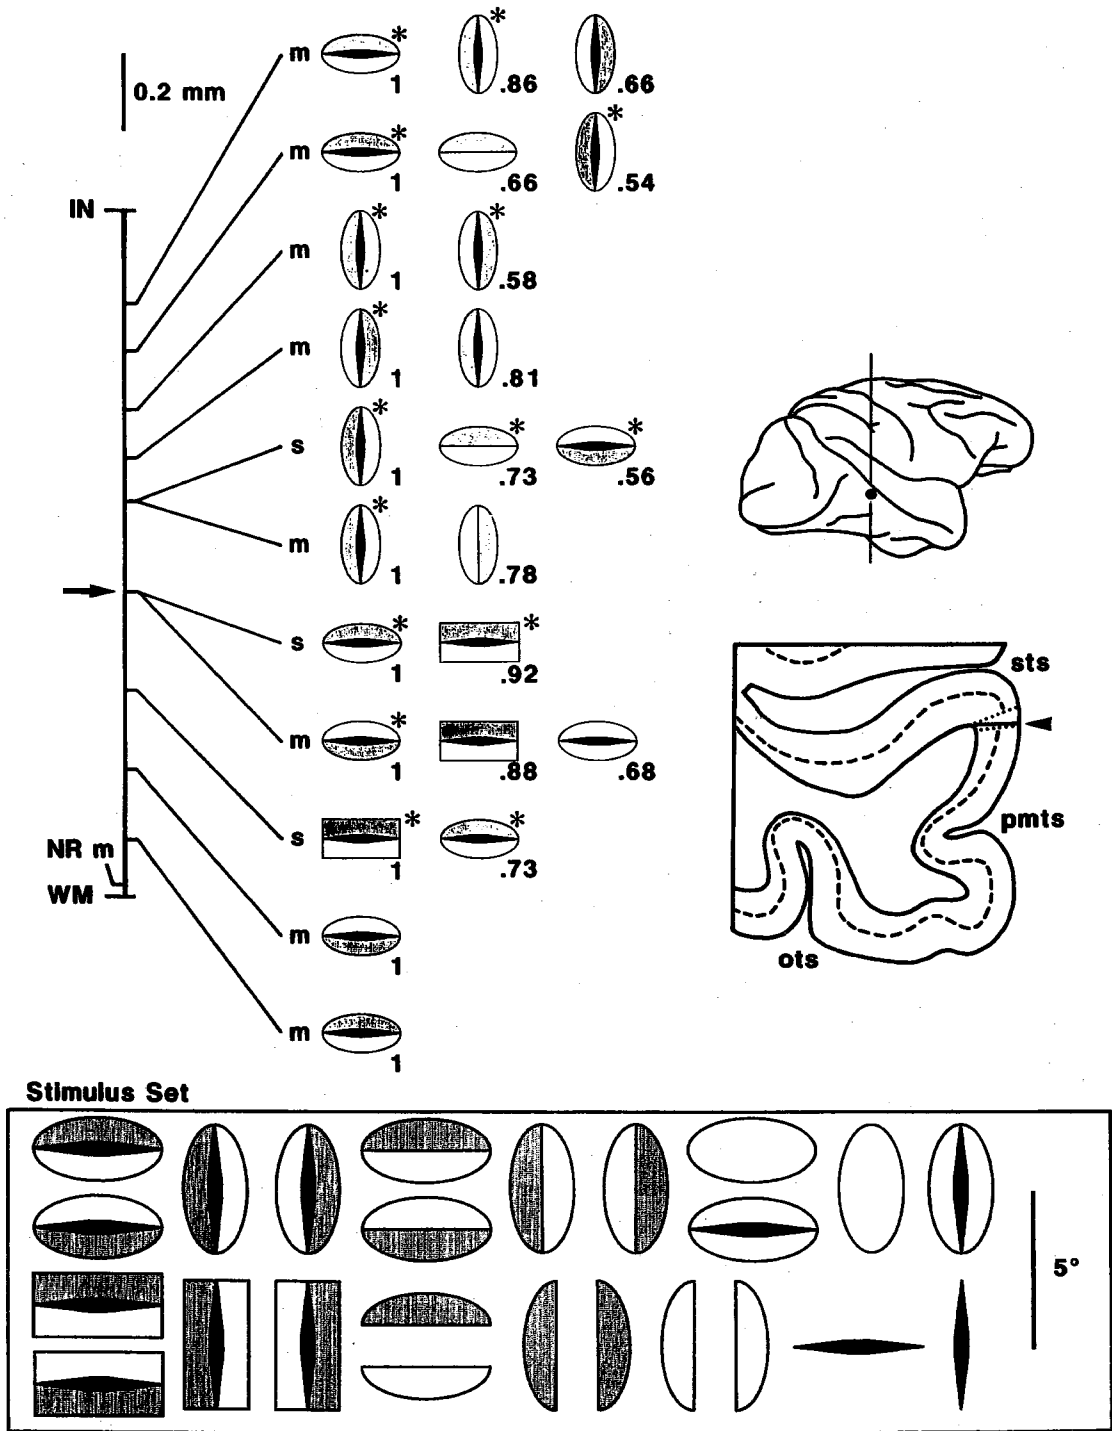 0.2 mm
m * 1 * .86 .66
m * 1 .66 * .54
IN
m * 1 * .58
m * 1 .81
s * 1 * .73 * .56
m * 1 .78
s * 1 * .92
m * 1 .88 .68
s * 1 * .73
NR m
WM
m 1
m 1
sts
pmts
ots
Stimulus Set
5°